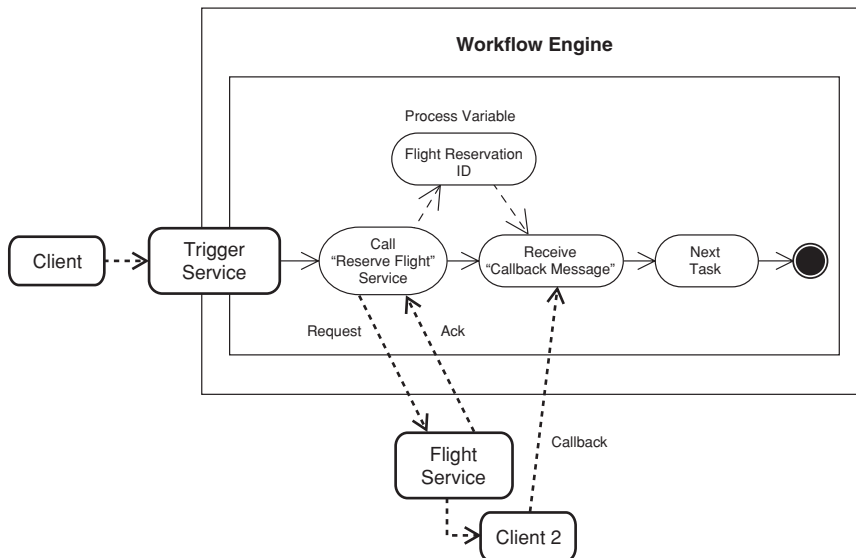 Workflow Engine
Process Variable
Flight Reservation
ID
Client
Trigger
Service
Call
“Reserve Flight”
Service
Receive
“Callback Message”
Next
Task
Request
Ack
Flight
Service
Callback
Client 2